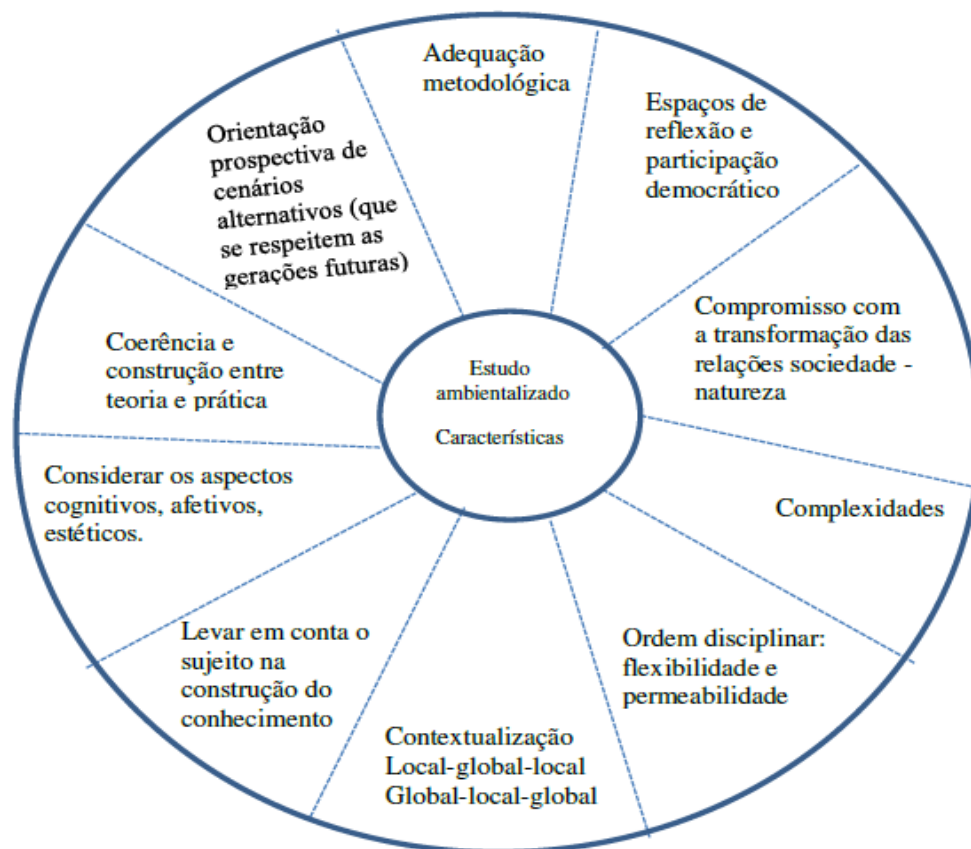 Adequação
metodológica
Espaços de
reflexão e
participação
democrático
Compromisso com
a transformação das
relações sociedade -
natureza
Complexidades
Ordem disciplinar:
flexibilidade e
permeabilidade
Contextualização
Local-global-local
Global-local-global
Levar em conta o
sujeito na
construção do
conhecimento
Considerar os aspectos
cognitivos, afetivos,
estéticos.
Coerência e
construção entre
teoria e prática
Orientação
prospectiva de
cenários
alternativos (que
se respeitem as
gerações futuras)
Estudo
ambientalizado
Características